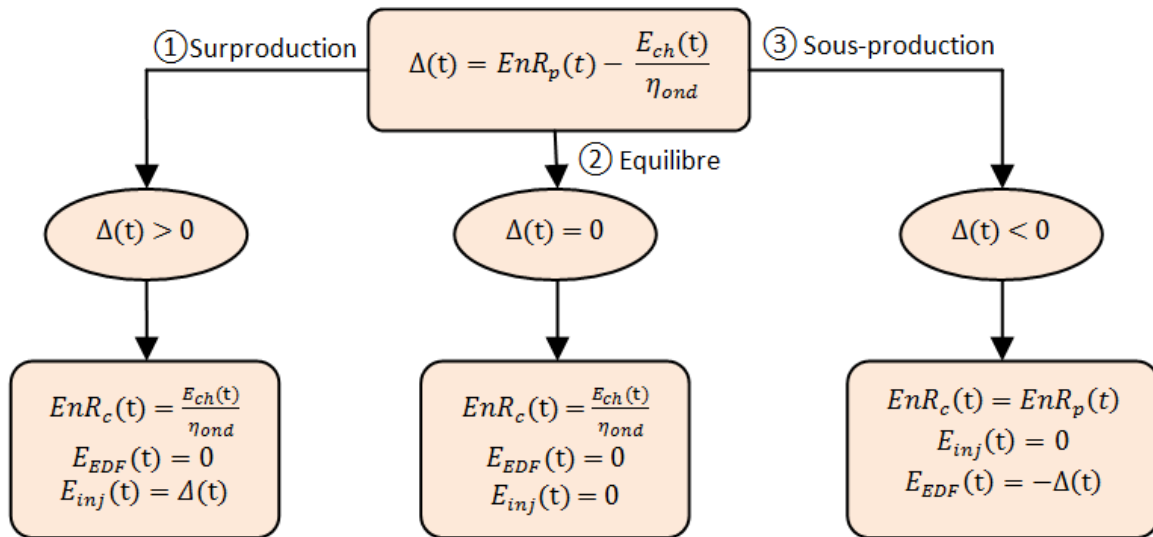 ① Surproduction
Δ(t) = EnR_p(t) − E_ch(t)/η_ond
③ Sous-production
② Equilibre
Δ(t) > 0
Δ(t) = 0
Δ(t) < 0
EnR_c(t) = E_ch(t)/η_ond
E_EDF(t) = 0
E_inj(t) = Δ(t)
EnR_c(t) = E_ch(t)/η_ond
E_EDF(t) = 0
E_inj(t) = 0
EnR_c(t) = EnR_p(t)
E_inj(t) = 0
E_EDF(t) = −Δ(t)